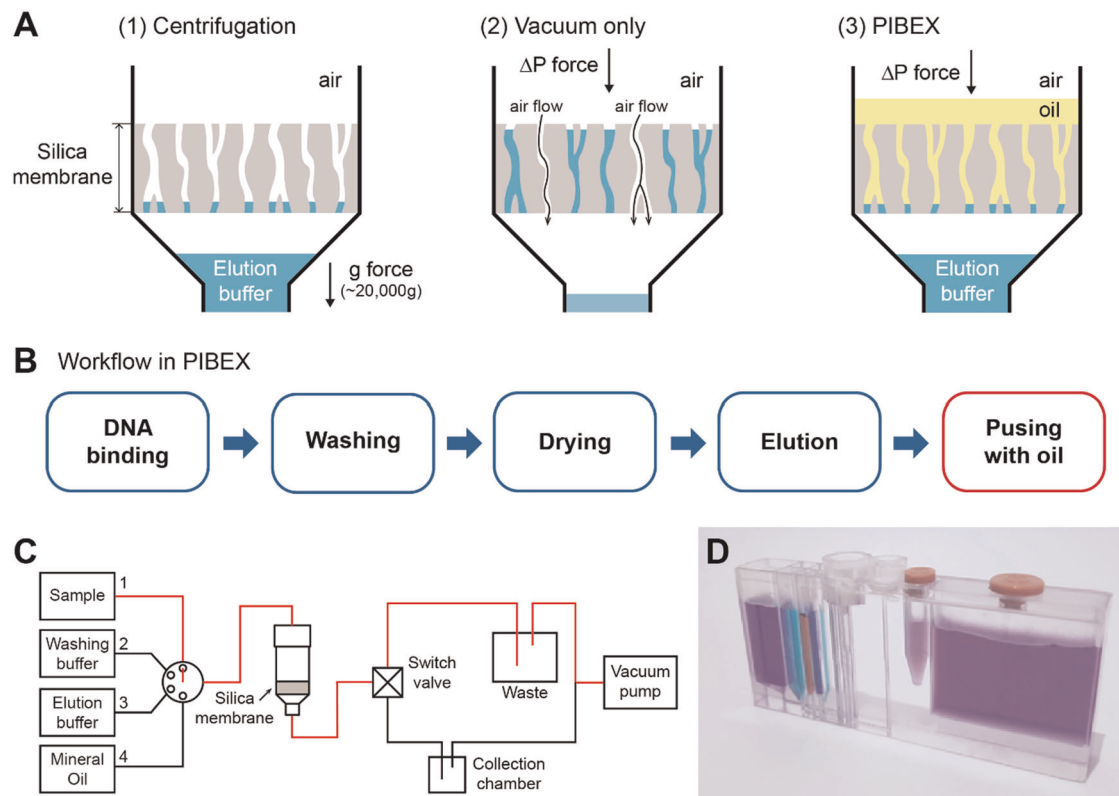 A
(1) Centrifugation
air
Silica
membrane
Elution
buffer
g force
(~20,000g)
(2) Vacuum only
ΔP force
air
air flow
air flow
(3) PIBEX
ΔP force
air
oil
Elution
buffer
B
Workflow in PIBEX
DNA
binding
Washing
Drying
Elution
Pusing
with oil
C
Sample
1
Washing
buffer
2
Elution
buffer
3
Mineral
Oil
4
Silica
membrane
Switch
valve
Waste
Collection
chamber
Vacuum
pump
D